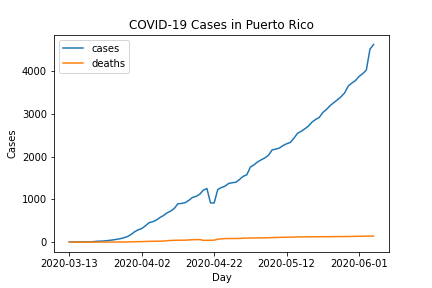 COVID-19 Cases in Puerto Rico
cases
deaths
Cases
4000
3000
2000
1000
0
2020-03-13 2020-04-02 2020-04-22 2020-05-12 2020-06-01
Day